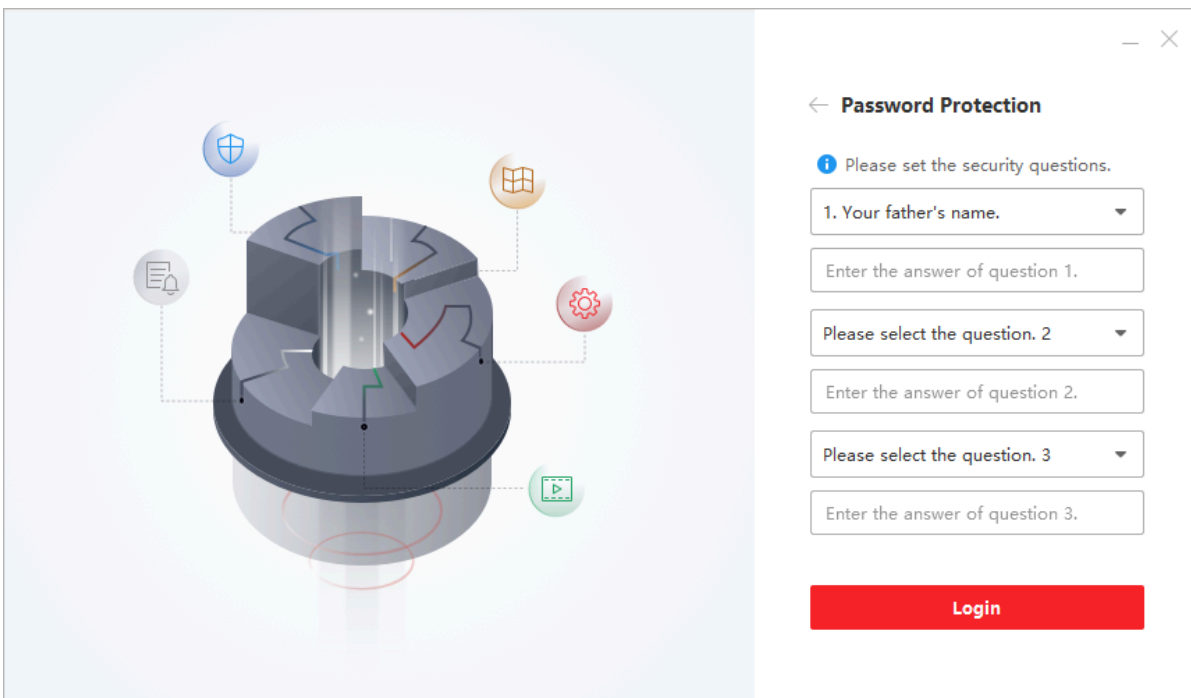 Password Protection
Please set the security questions.
1. Your father's name.
Enter the answer of question 1.
Please select the question. 2
Enter the answer of question 2.
Please select the question. 3
Enter the answer of question 3.
Login